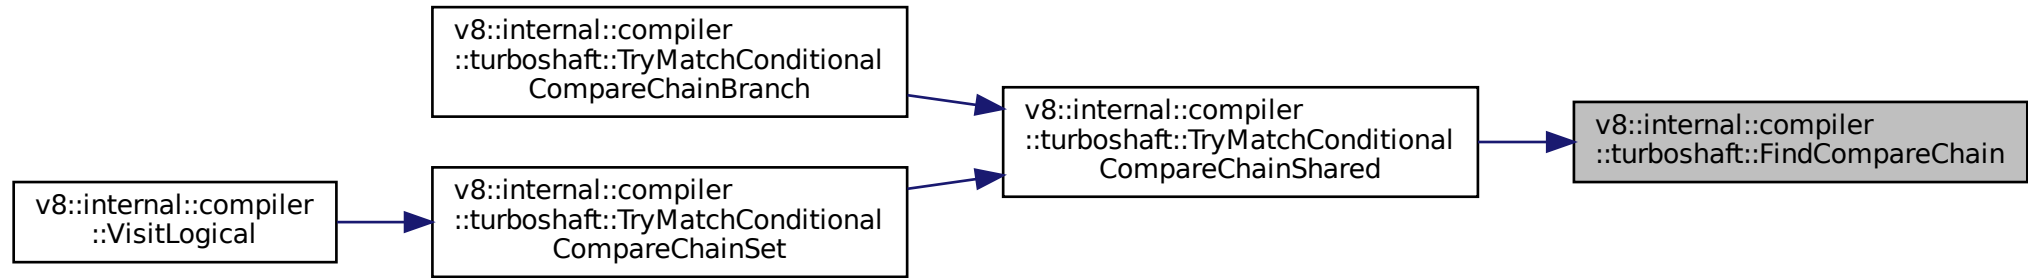 v8::internal::compiler
::turboshaft::TryMatchConditional
CompareChainBranch
v8::internal::compiler
::turboshaft::TryMatchConditional
CompareChainShared
v8::internal::compiler
::turboshaft::FindCompareChain
v8::internal::compiler
::VisitLogical
v8::internal::compiler
::turboshaft::TryMatchConditional
CompareChainSet